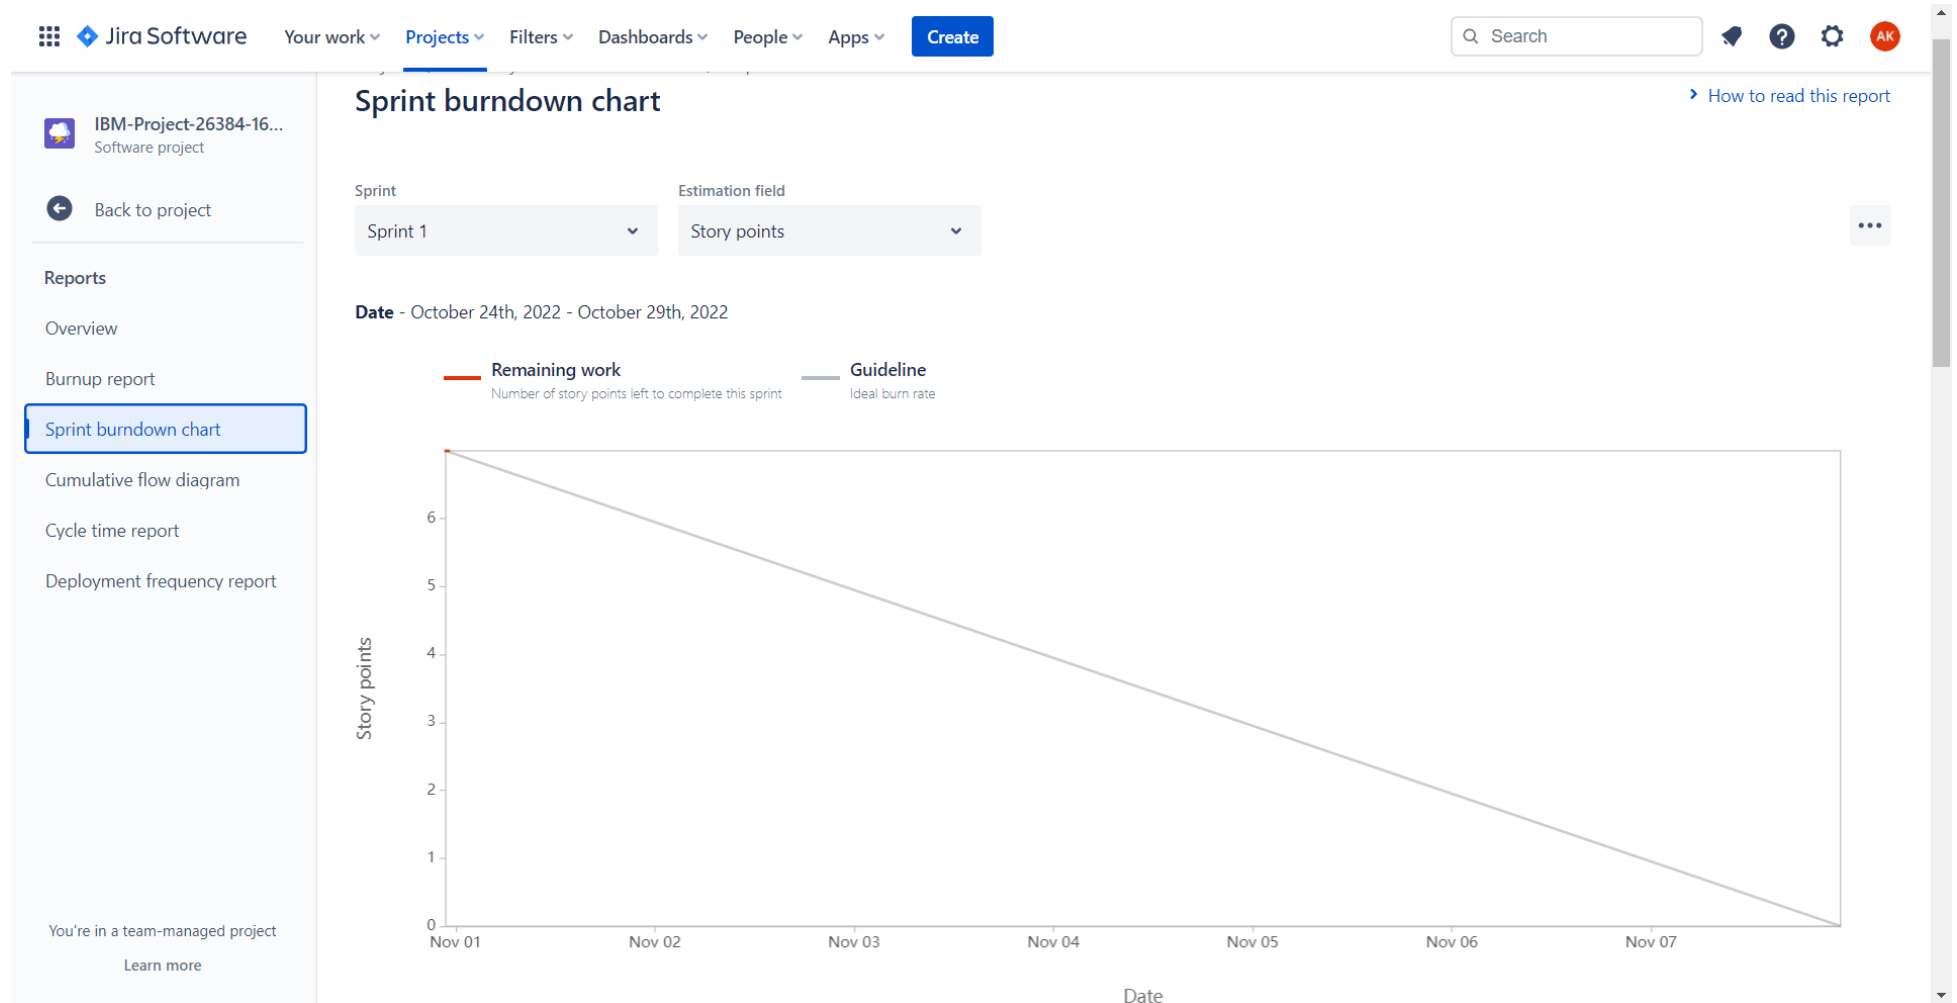 Jira Software Your work Projects Filters Dashboards People Apps Create Search AK
IBM-Project-26384-16...
Software project
Back to project
Reports
Overview
Burnup report
Sprint burndown chart
Cumulative flow diagram
Cycle time report
Deployment frequency report
You're in a team-managed project
Learn more
Sprint burndown chart
How to read this report
Sprint Estimation field
Sprint 1 Story points
Date - October 24th, 2022 - October 29th, 2022
Remaining work Guideline
Number of story points left to complete this sprint Ideal burn rate
Story points
6
5
4
3
2
1
0
Nov 01 Nov 02 Nov 03 Nov 04 Nov 05 Nov 06 Nov 07
Date